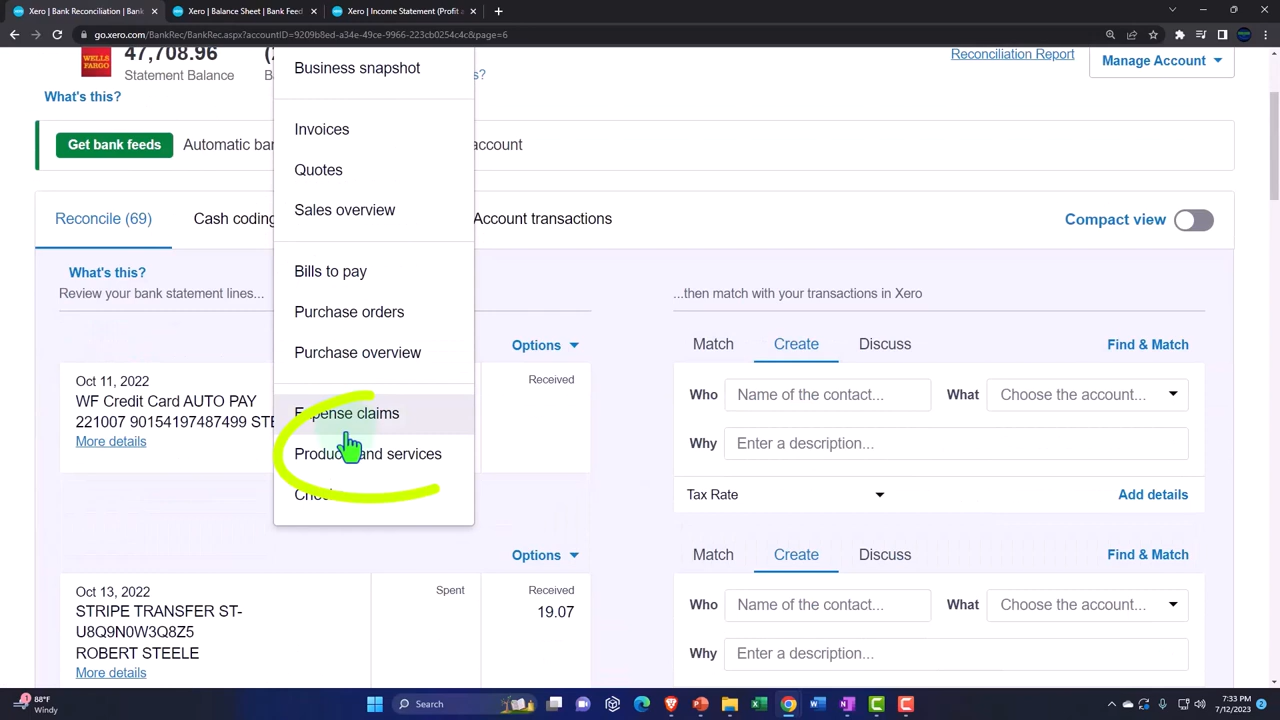 Xero | Bank Reconciliation
Xero | Balance Sheet
Xero | Income Statement
go.xero.com/BankRec/BankRec.aspx?accountID=9209b8ed-a34e-49ce-9966-223cb0254c4c&page=6
WELLS FARGO
47,708.96
Statement Balance
What's this?
Reconciliation Report
Manage Account
Get bank feeds
account
Business snapshot
Invoices
Quotes
Sales overview
Bills to pay
Purchase orders
Purchase overview
Expense claims
Products and services
Reconcile (69)
Cash coding
Account transactions
Compact view
What's this?
Review your bank statement lines...
...then match with your transactions in Xero
Options
Match
Create
Discuss
Find & Match
Oct 11, 2022
WF Credit Card AUTO PAY
221007 90154197487499 STE
More details
Received
Who
Name of the contact...
What
Choose the account...
Why
Enter a description...
Tax Rate
Add details
Options
Match
Create
Discuss
Find & Match
Oct 13, 2022
STRIPE TRANSFER ST-
U8Q9N0W3Q8Z5
ROBERT STEELE
More details
Spent
Received
19.07
Who
Name of the contact...
What
Choose the account...
Why
Enter a description...
1
88°F
Windy
Search
7:33 PM
7/12/2023
2